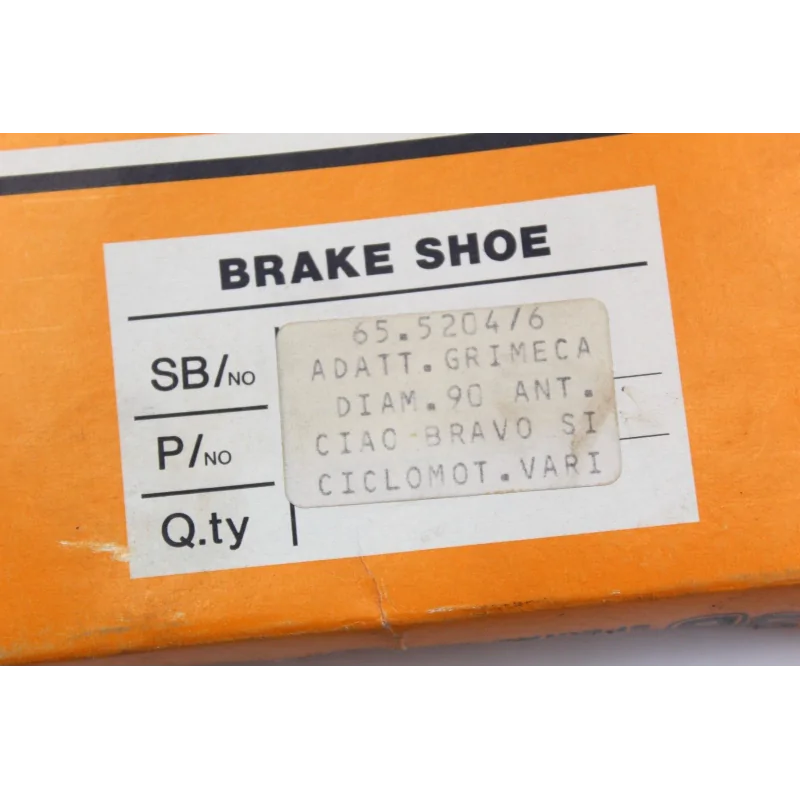 BRAKE SHOE
SB/NO
P/NO
Q.ty
65.5204/6
ADATT.GRIMECA
DIAM.90 ANT.
CIAO BRAVO SI
CICLOMOT.VARI